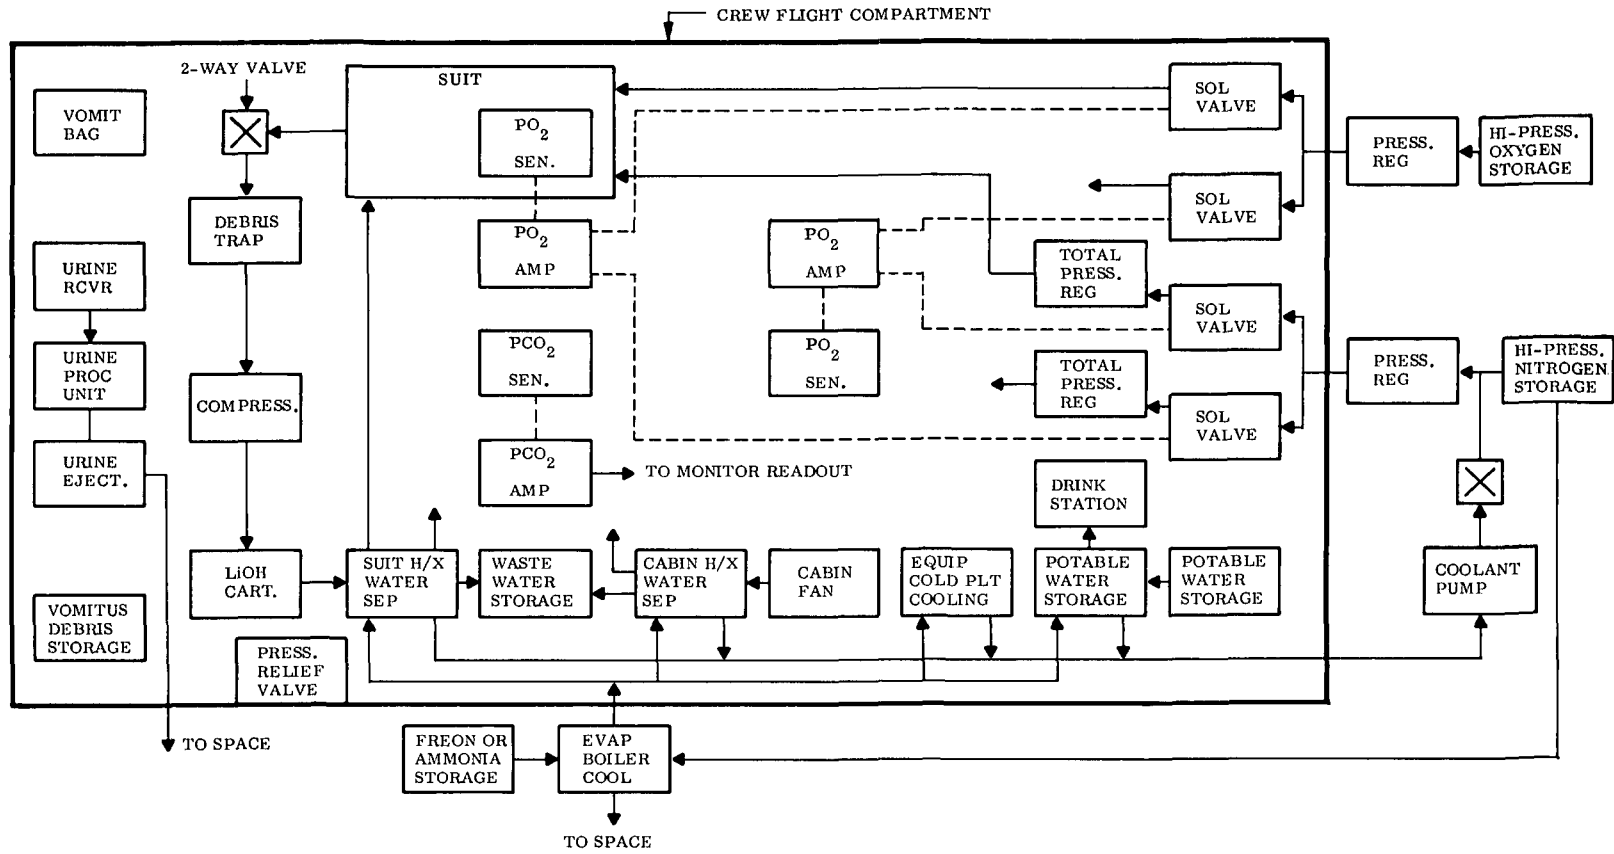 CREW FLIGHT COMPARTMENT
2-WAY VALVE
SUIT
VOMIT
BAG
PO2
SEN.
SOL
VALVE
PRESS.
REG
HI-PRESS.
OXYGEN
STORAGE
DEBRIS
TRAP
PO2
AMP
PO2
AMP
SOL
VALVE
URINE
RCVR
TOTAL
PRESS.
REG
SOL
VALVE
URINE
PROC
UNIT
PCO2
SEN.
PO2
SEN.
TOTAL
PRESS.
REG
PRESS.
REG
HI-PRESS.
NITROGEN
STORAGE
COMPRESS.
SOL
VALVE
URINE
EJECT.
PCO2
AMP
TO MONITOR READOUT
DRINK
STATION
LiOH
CART.
SUIT H/X
WATER
SEP
WASTE
WATER
STORAGE
CABIN H/X
WATER
SEP
CABIN
FAN
EQUIP
COLD PLT
COOLING
POTABLE
WATER
STORAGE
POTABLE
WATER
STORAGE
COOLANT
PUMP
VOMITUS
DEBRIS
STORAGE
PRESS.
RELIEF
VALVE
TO SPACE
FREON OR
AMMONIA
STORAGE
EVAP
BOILER
COOL
TO SPACE